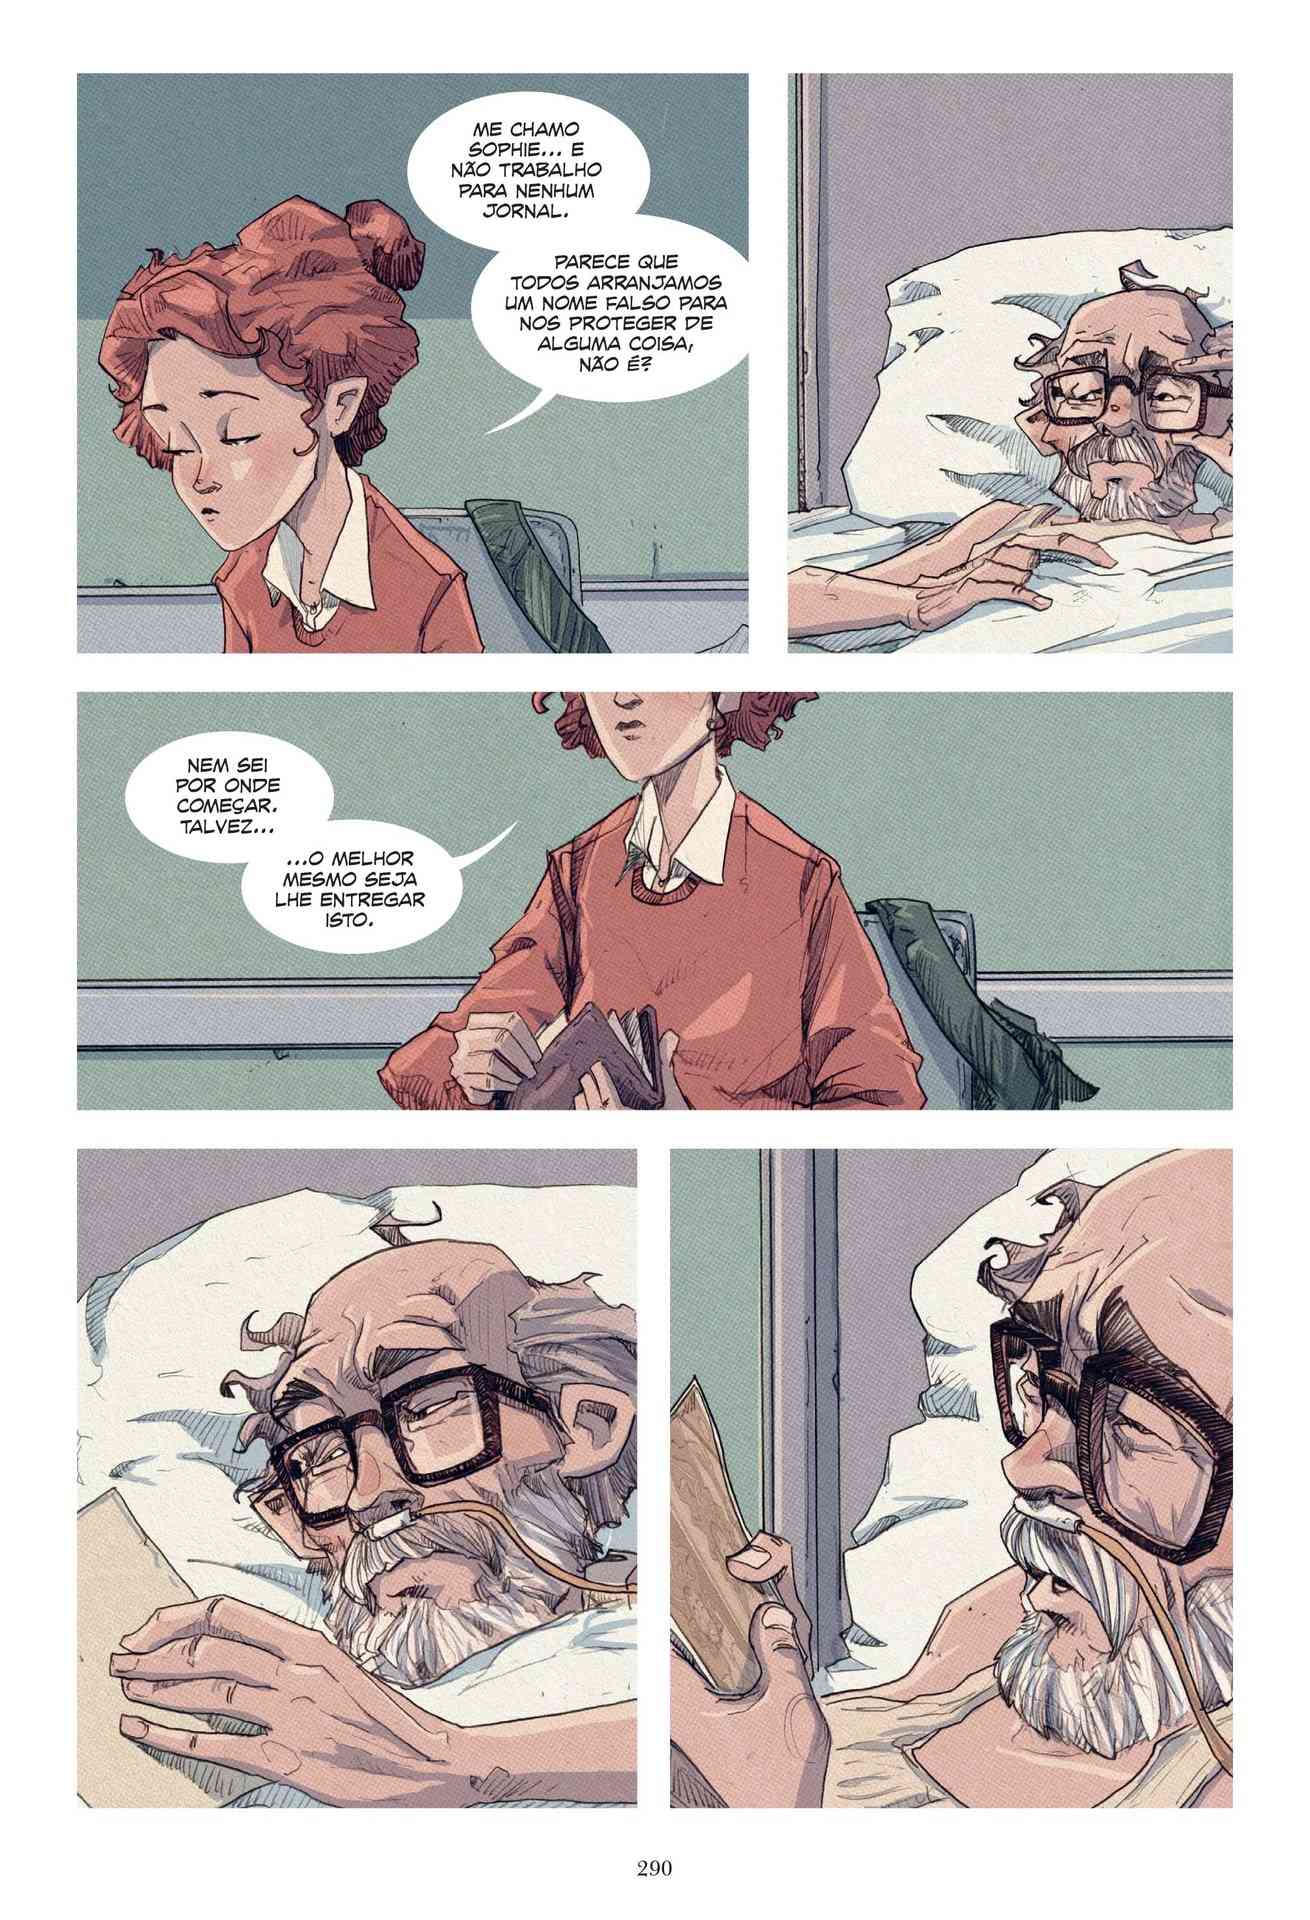 ME CHAMO
SOPHIE... E
NÃO TRABALHO
PARA NENHUM
JORNAL.
PARECE QUE
TODOS ARRANJAMOS
UM NOME FALSO PARA
NOS PROTEGER DE
ALGUMA COISA,
NÃO É?
NEM SEI
POR ONDE
COMEÇAR.
TALVEZ...
...O MELHOR
MESMO SEJA
LHE ENTREGAR
ISTO.
290